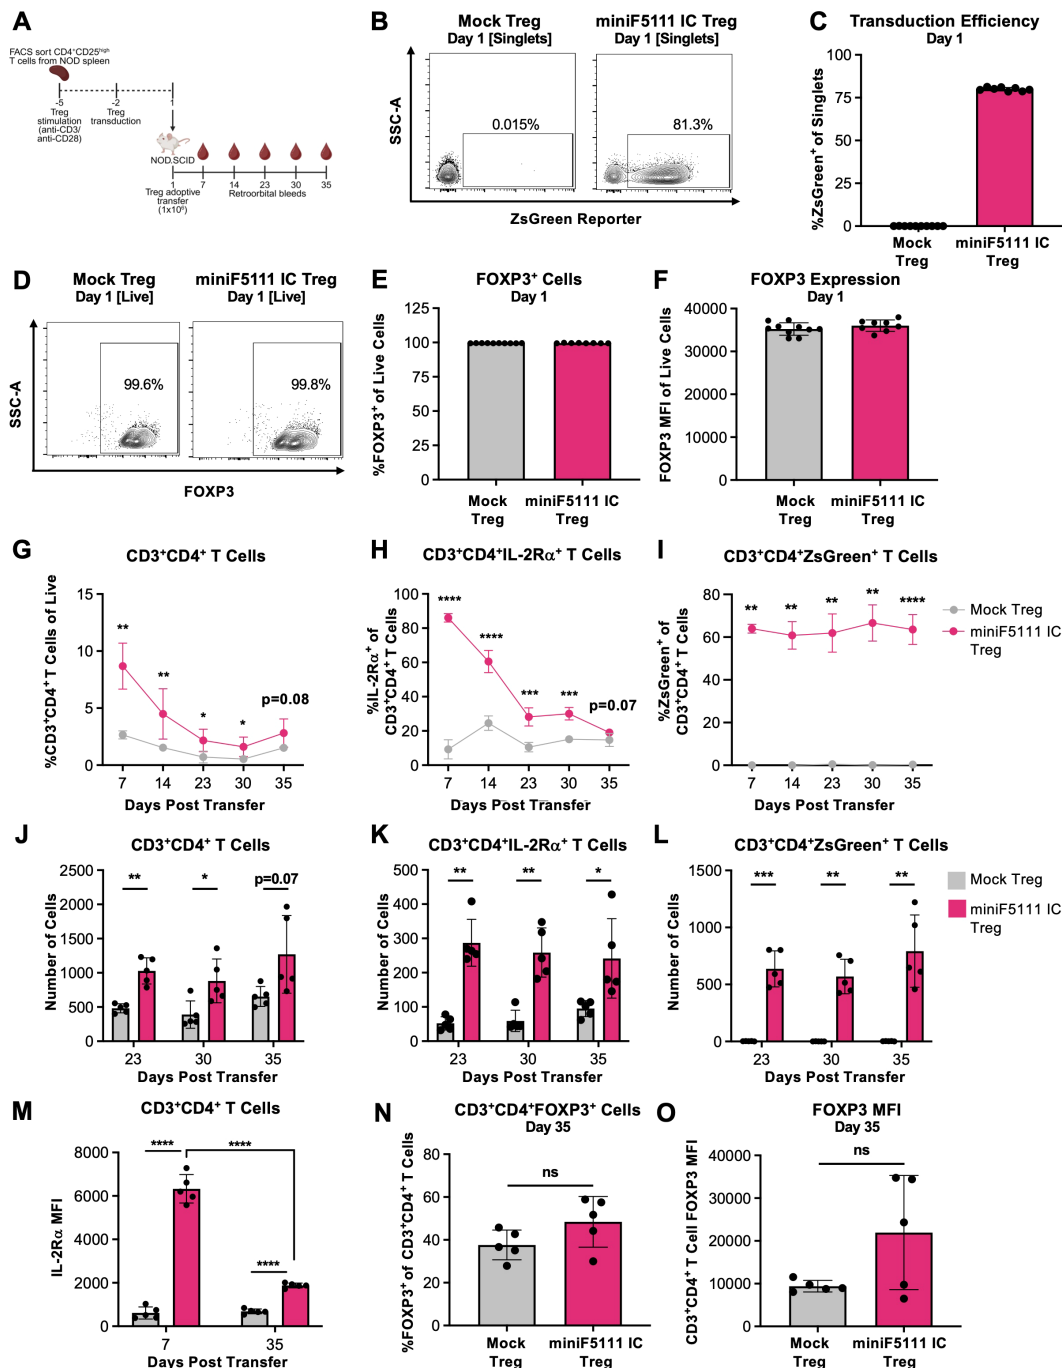 A
FACS sort CD4⁺CD25ʰⁱᵍʰ
T cells from NOD spleen
-5
-2
1
Treg
stimulation
(anti-CD3/
anti-CD28)
Treg
transduction
NOD.SCID
1
7
14
23
30
35
Treg adoptive
transfer
(1x10⁶)
Retroorbital bleeds
B
Mock Treg
Day 1 [Singlets]
miniF5111 IC Treg
Day 1 [Singlets]
SSC-A
0.015%
81.3%
ZsGreen Reporter
C
Transduction Efficiency
Day 1
%ZsGreen⁺ of Singlets
100
75
50
25
0
Mock
Treg
miniF5111 IC
Treg
D
Mock Treg
Day 1 [Live]
miniF5111 IC Treg
Day 1 [Live]
SSC-A
99.6%
99.8%
FOXP3
E
FOXP3⁺ Cells
Day 1
%FOXP3⁺ of Live Cells
125
100
75
50
25
0
Mock
Treg
miniF5111 IC
Treg
F
FOXP3 Expression
Day 1
FOXP3 MFI of Live Cells
40000
30000
20000
10000
0
Mock
Treg
miniF5111 IC
Treg
G
CD3⁺CD4⁺ T Cells
%CD3⁺CD4⁺ T Cells of Live
15
10
5
0
**
**
*
*
p=0.08
7 14 23 30 35
Days Post Transfer
H
CD3⁺CD4⁺IL-2Rα⁺ T Cells
%IL-2Rα⁺ of
CD3⁺CD4⁺ T Cells
100
80
60
40
20
0
****
****
***
***
p=0.07
7 14 23 30 35
Days Post Transfer
I
CD3⁺CD4⁺ZsGreen⁺ T Cells
%ZsGreen⁺ of
CD3⁺CD4⁺ T Cells
80
60
40
20
0
**
**
**
**
****
7 14 23 30 35
Days Post Transfer
Mock Treg
miniF5111 IC
Treg
J
CD3⁺CD4⁺ T Cells
Number of Cells
2500
2000
1500
1000
500
0
**
*
p=0.07
23 30 35
Days Post Transfer
K
CD3⁺CD4⁺IL-2Rα⁺ T Cells
Number of Cells
500
400
300
200
100
0
**
**
*
23 30 35
Days Post Transfer
L
CD3⁺CD4⁺ZsGreen⁺ T Cells
Number of Cells
1500
1000
500
0
***
**
**
23 30 35
Days Post Transfer
Mock Treg
miniF5111 IC
Treg
M
CD3⁺CD4⁺ T Cells
IL-2Rα MFI
8000
6000
4000
2000
0
****
****
****
7 35
Days Post Transfer
N
CD3⁺CD4⁺FOXP3⁺ Cells
Day 35
%FOXP3⁺ of CD3⁺CD4⁺ T Cells
80
60
40
20
0
ns
Mock
Treg
miniF5111 IC
Treg
O
FOXP3 MFI
Day 35
CD3⁺CD4⁺ T Cell FOXP3 MFI
40000
30000
20000
10000
0
ns
Mock
Treg
miniF5111 IC
Treg